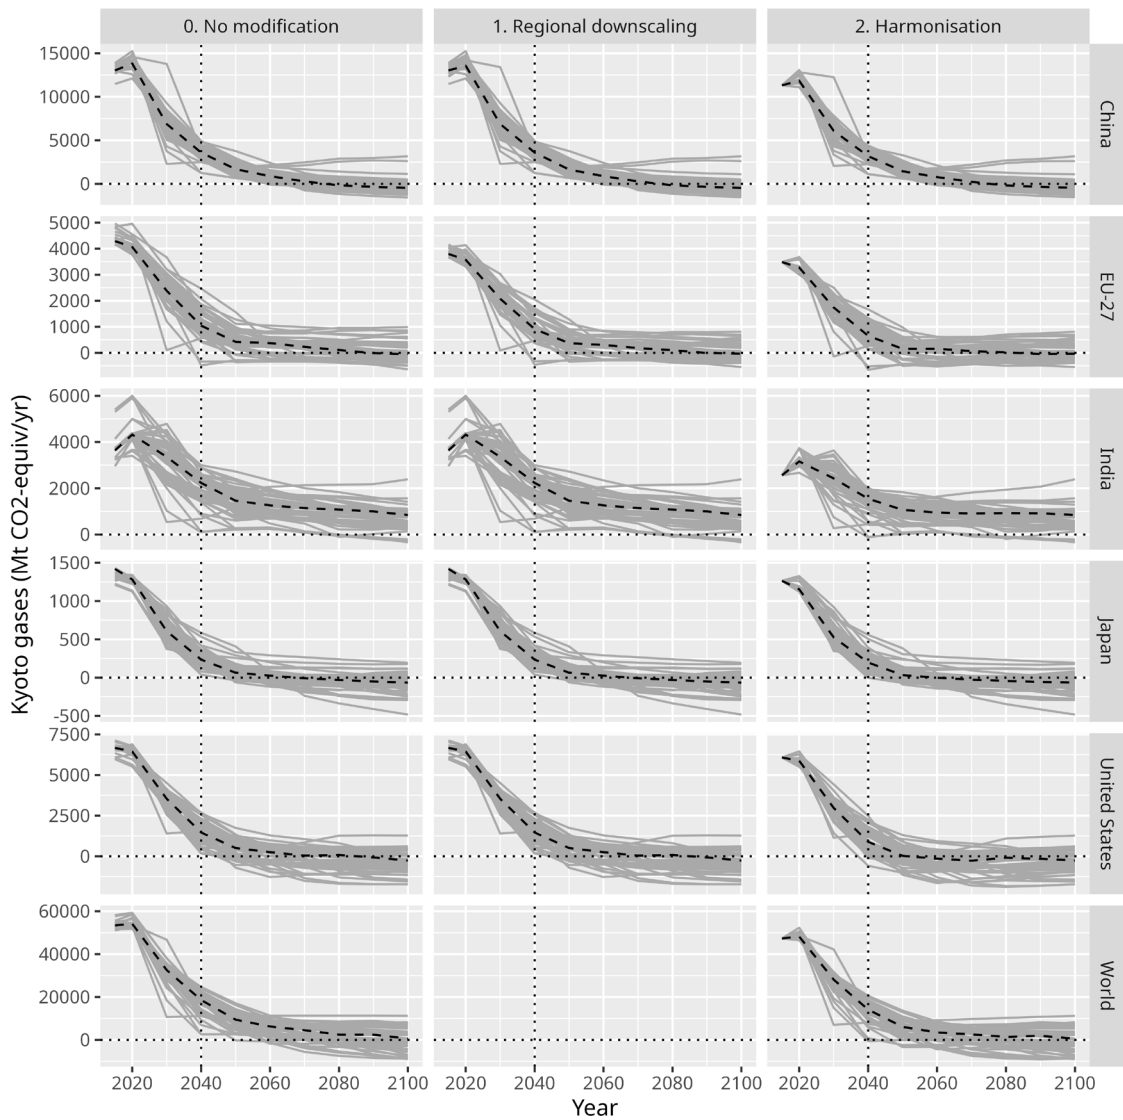 0. No modification
1. Regional downscaling
2. Harmonisation
Kyoto gases (Mt CO2-equiv/yr)
15000
10000
5000
0
China
5000
4000
3000
2000
1000
0
EU-27
6000
4000
2000
0
India
1500
1000
500
0
-500
Japan
7500
5000
2500
0
United States
60000
40000
20000
0
World
2020 2040 2060 2080 2100 2020 2040 2060 2080 2100 2020 2040 2060 2080 2100
Year